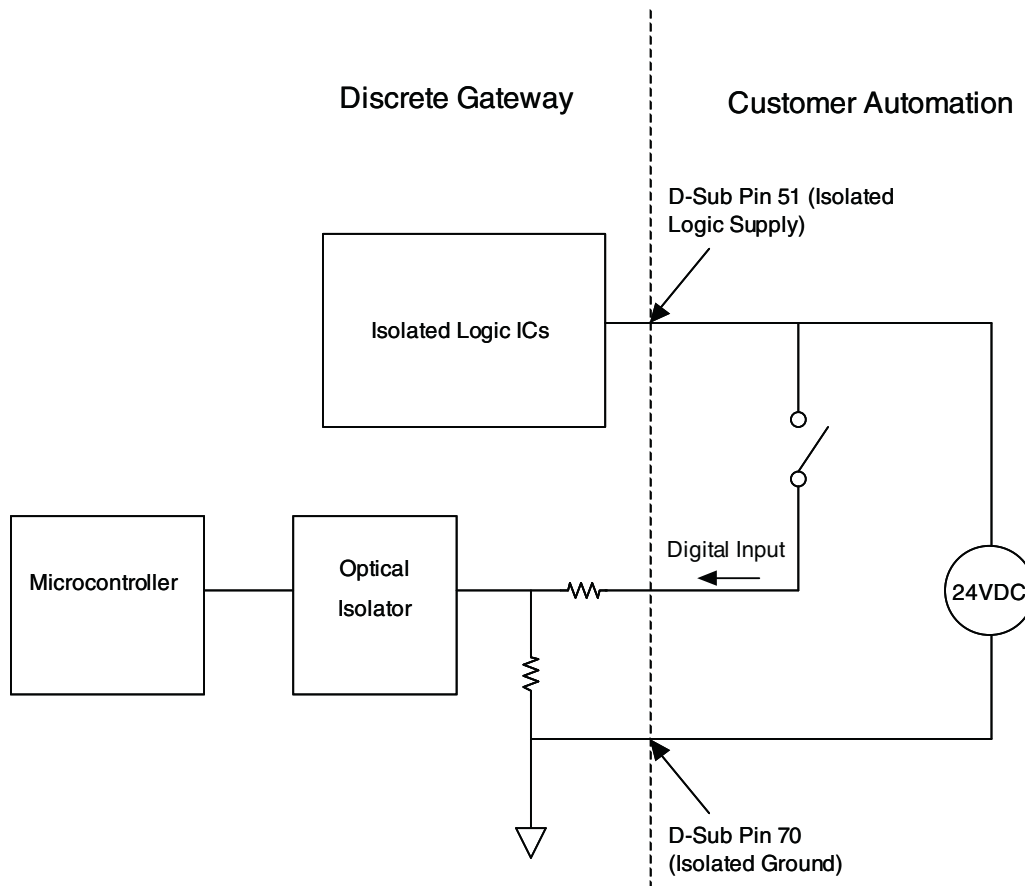 Discrete Gateway
Customer Automation
D-Sub Pin 51 (Isolated
Logic Supply)
Isolated Logic ICs
Digital Input
Microcontroller
Optical
Isolator
24VDC
D-Sub Pin 70
(Isolated Ground)